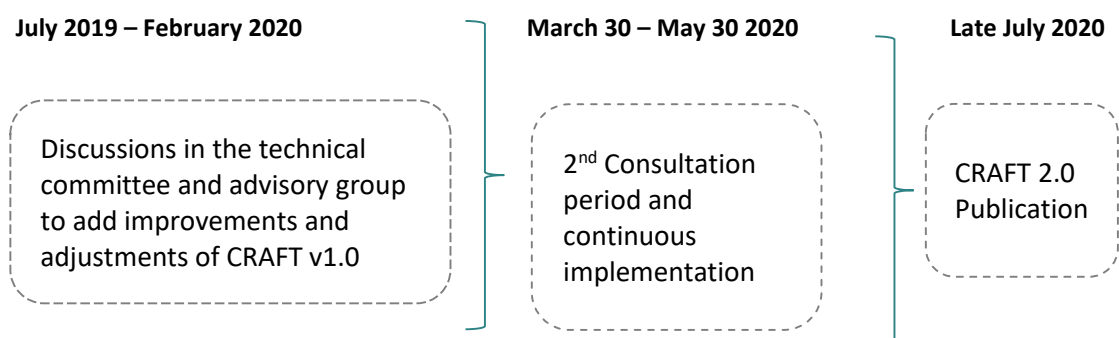 July 2019 – February 2020
Discussions in the technical
committee and advisory group
to add improvements and
adjustments of CRAFT v1.0
March 30 – May 30 2020
2nd Consultation
period and
continuous
implementation
Late July 2020
CRAFT 2.0
Publication